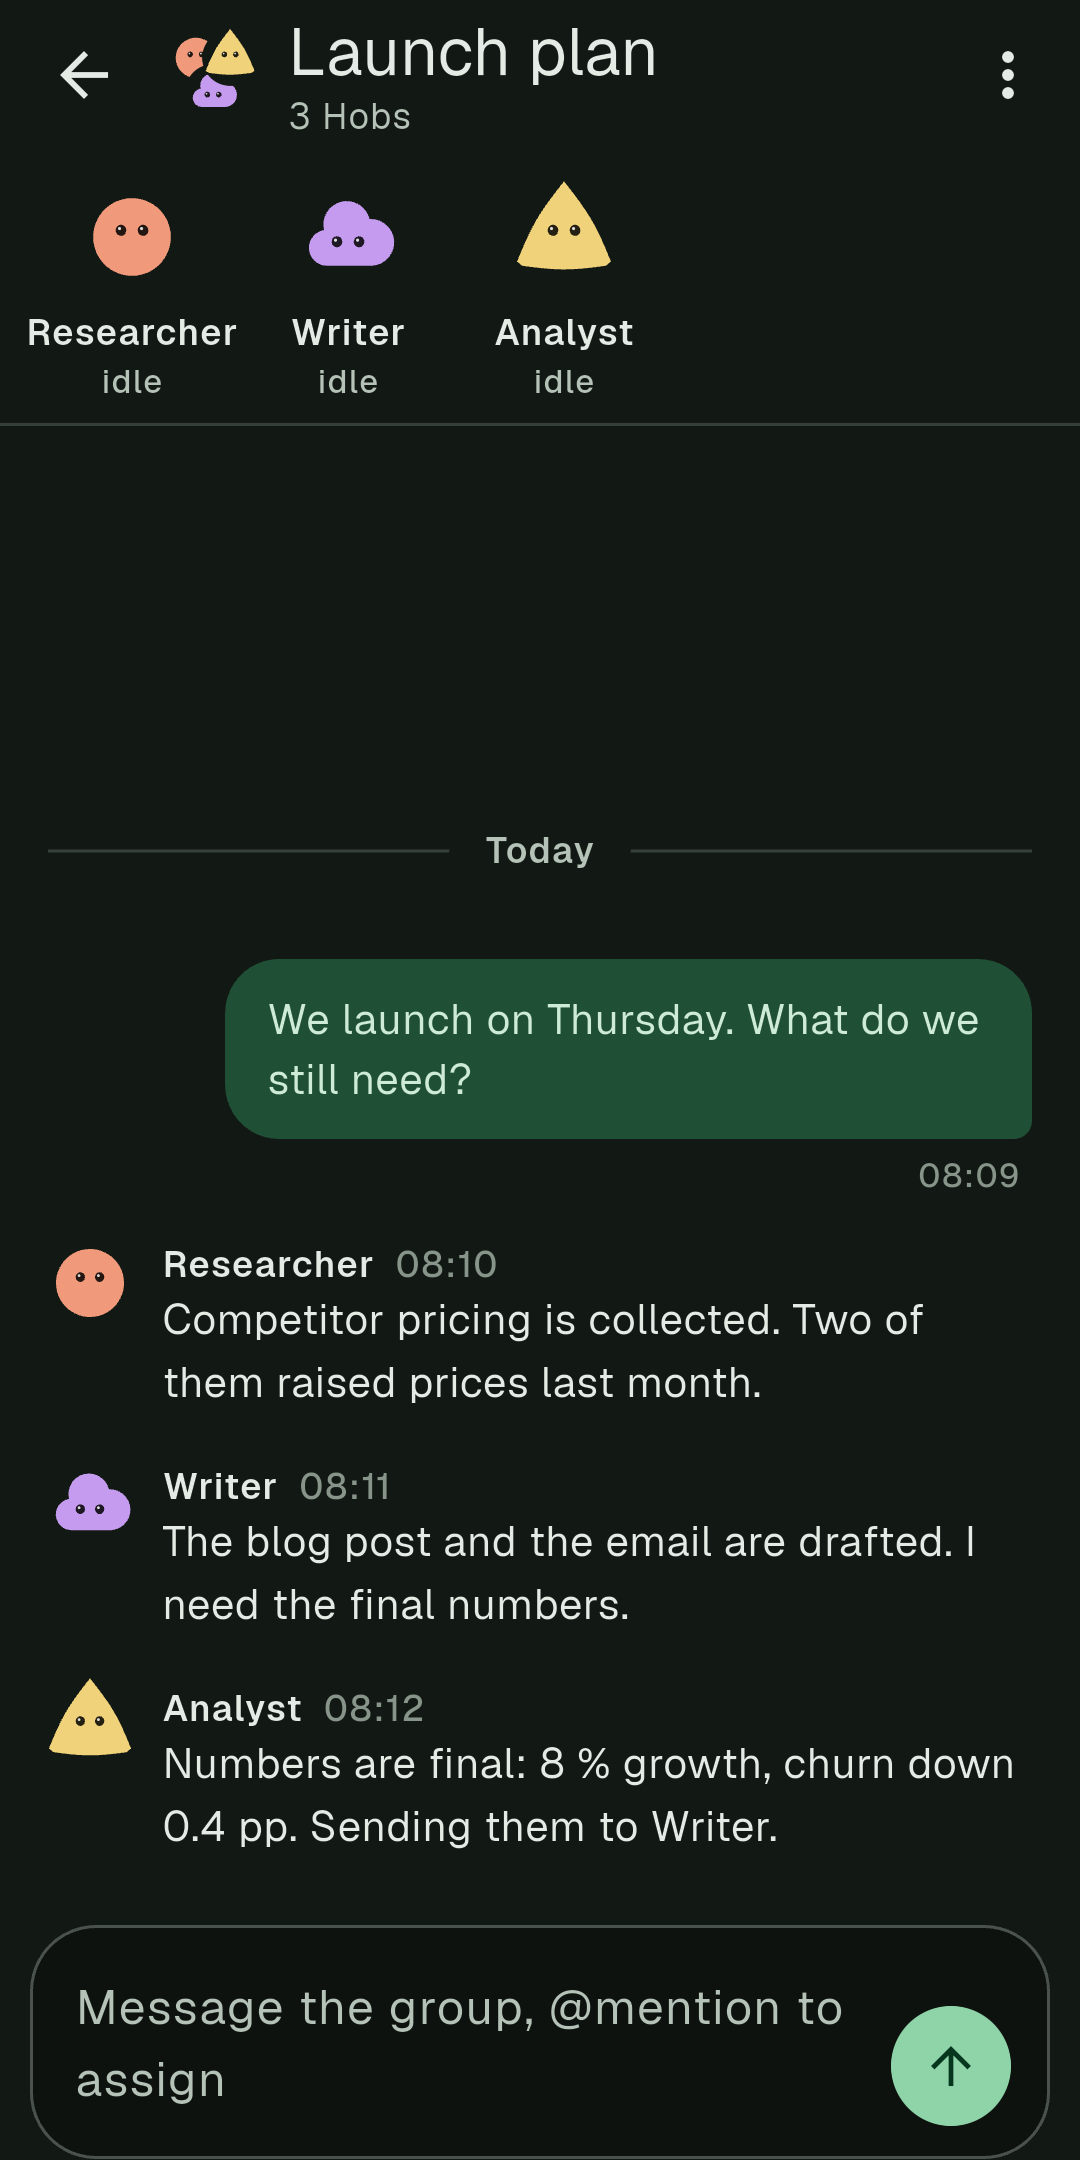 Launch plan
3 Hobs
Researcher
idle
Writer
idle
Analyst
idle
Today
We launch on Thursday. What do we
still need?
08:09
Researcher 08:10
Competitor pricing is collected. Two of
them raised prices last month.
Writer 08:11
The blog post and the email are drafted. I
need the final numbers.
Analyst 08:12
Numbers are final: 8 % growth, churn down
0.4 pp. Sending them to Writer.
Message the group, @mention to
assign